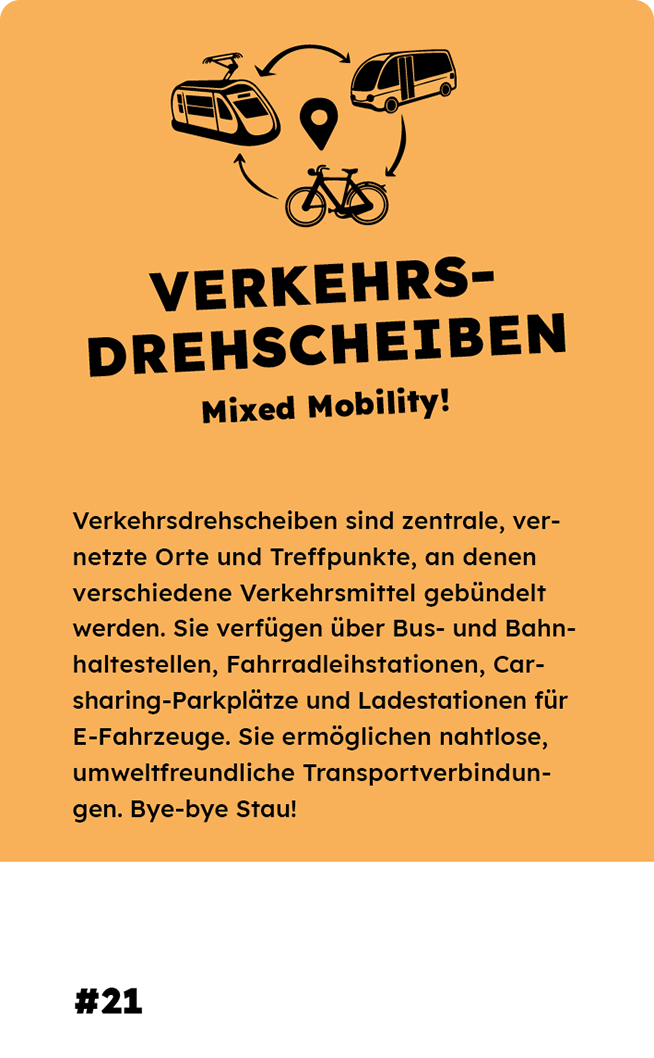 VERKEHRS-
DREHSCHEIBEN
Mixed Mobility!
Verkehrsdrehscheiben sind zentrale, ver-
netzte Orte und Treffpunkte, an denen
verschiedene Verkehrsmittel gebündelt
werden. Sie verfügen über Bus- und Bahn-
haltestellen, Fahrradleihstationen, Car-
sharing-Parkplätze und Ladestationen für
E-Fahrzeuge. Sie ermöglichen nahtlose,
umweltfreundliche Transportverbindun-
gen. Bye-bye Stau!
#21